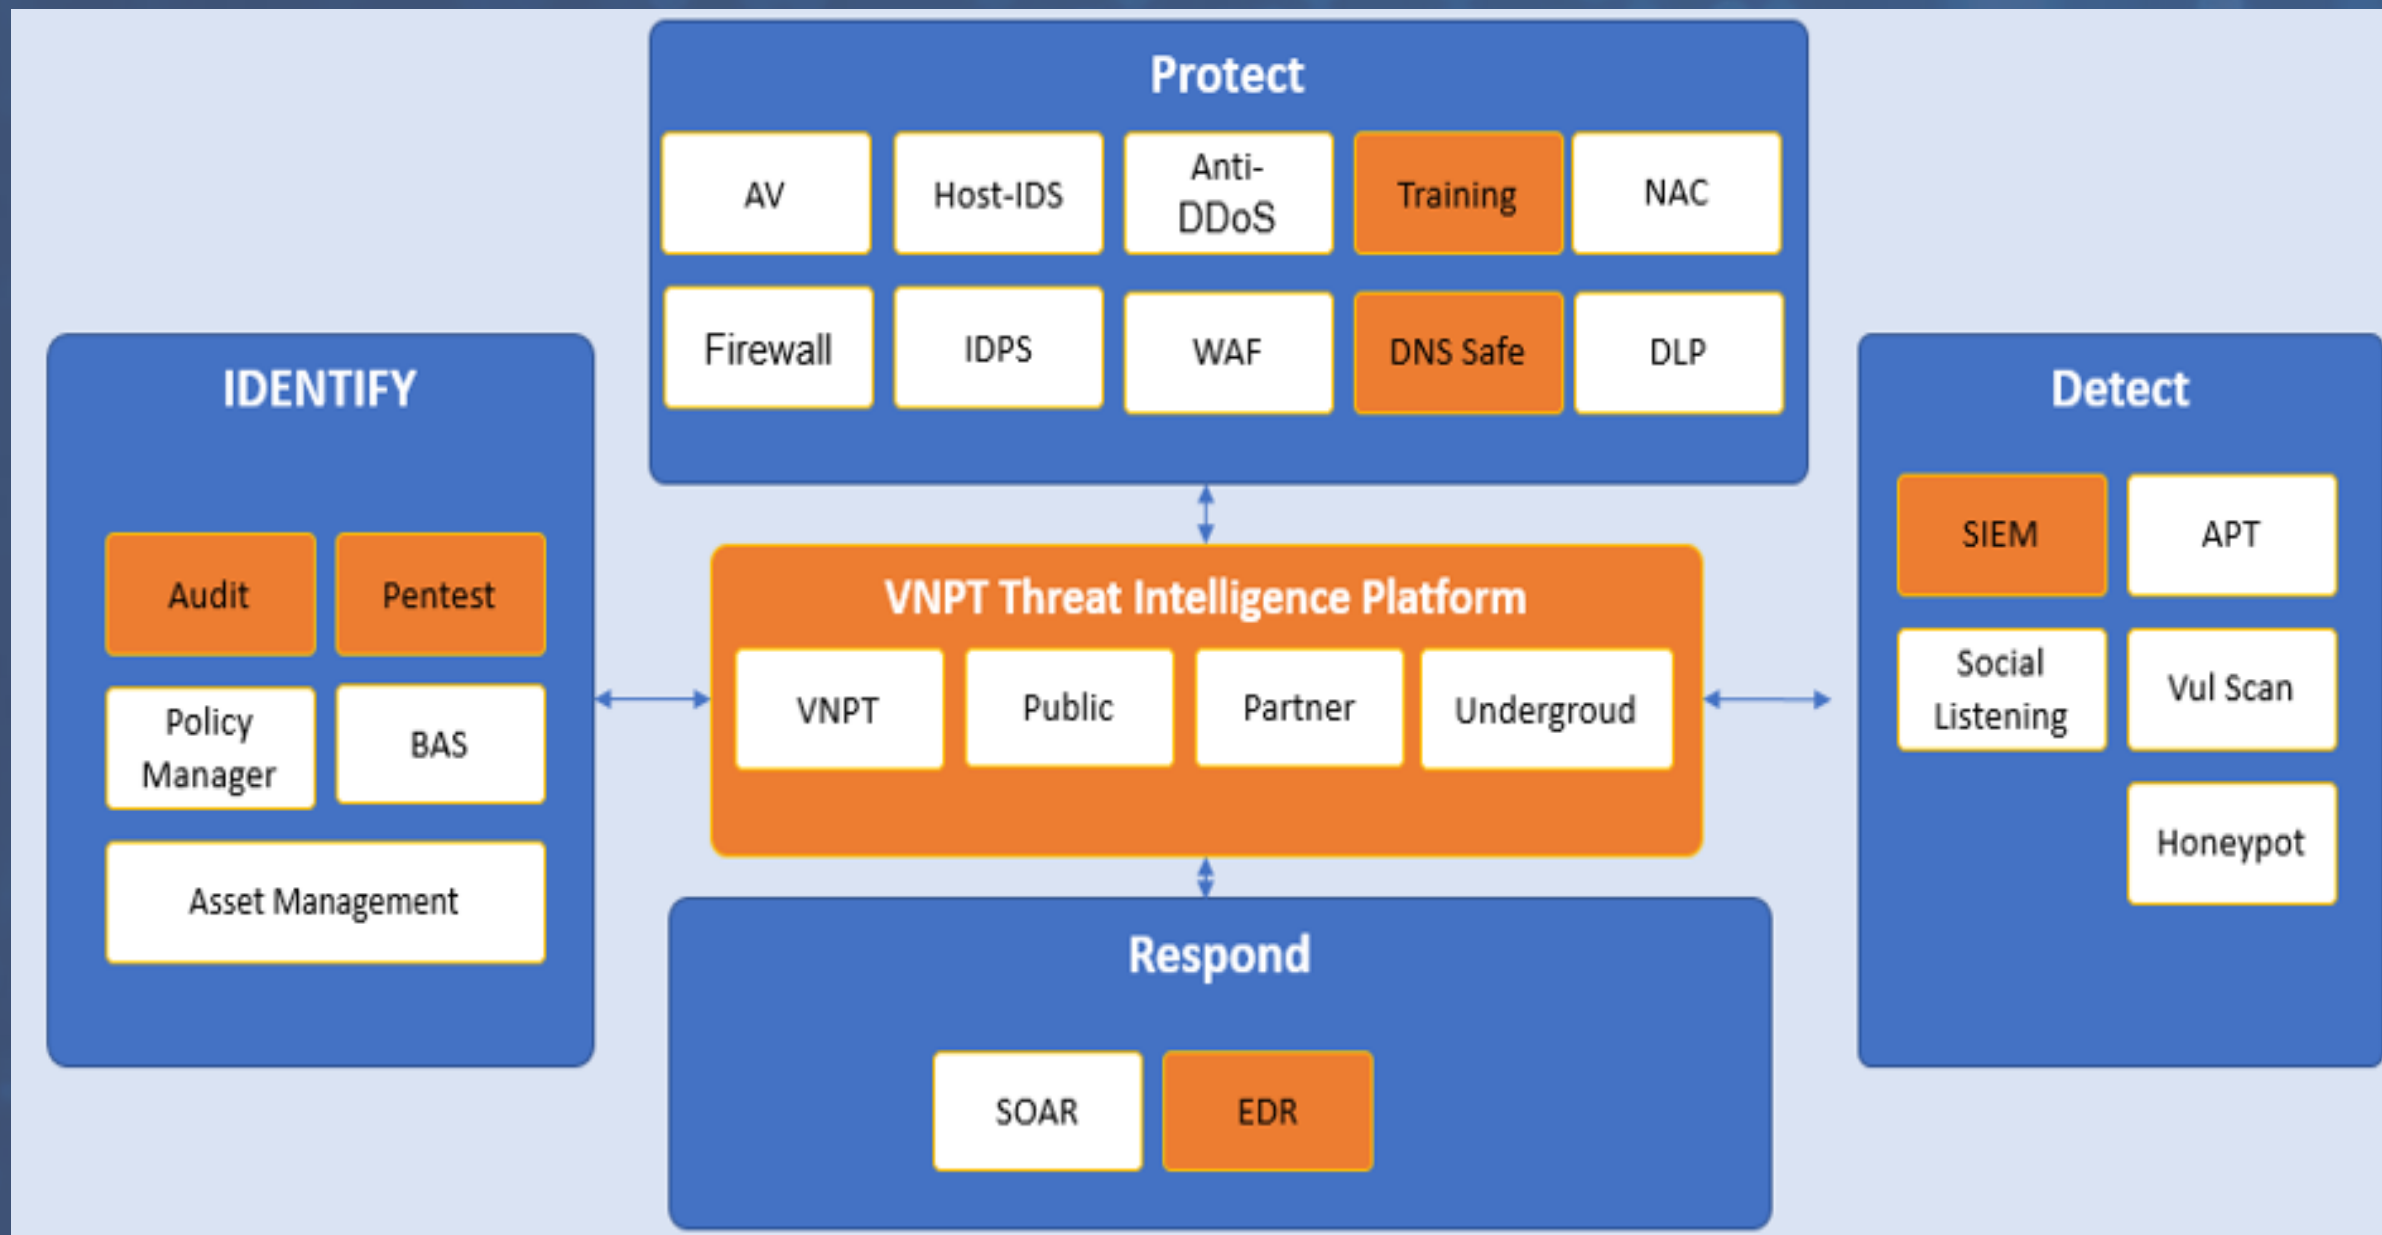 Protect
AV
Host-IDS
Anti-
DDoS
Training
NAC
Firewall
IDPS
WAF
DNS Safe
DLP
IDENTIFY
Audit
Pentest
Policy
Manager
BAS
Asset Management
VNPT Threat Intelligence Platform
VNPT
Public
Partner
Undergroud
Detect
SIEM
APT
Social
Listening
Vul Scan
Honeypot
Respond
SOAR
EDR